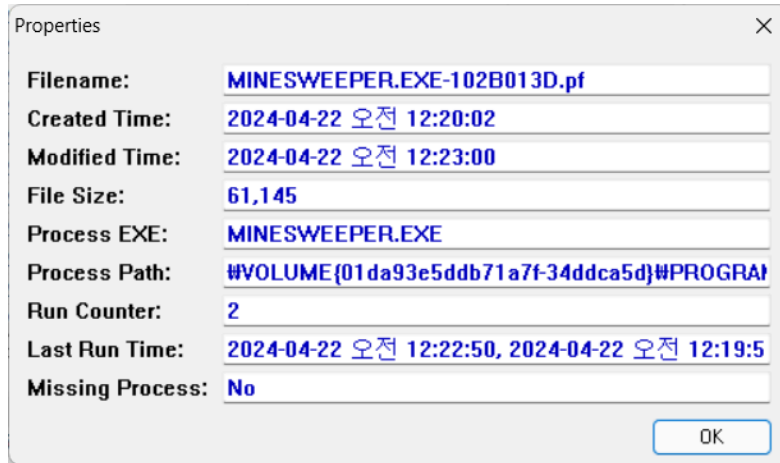 Properties
Filename: MINESWEEPER.EXE-102B013D.pf
Created Time: 2024-04-22 오전 12:20:02
Modified Time: 2024-04-22 오전 12:23:00
File Size: 61,145
Process EXE: MINESWEEPER.EXE
Process Path: ₩VOLUME{01da93e5ddb71a7f-34ddca5d}₩PROGRAM
Run Counter: 2
Last Run Time: 2024-04-22 오전 12:22:50, 2024-04-22 오전 12:19:5
Missing Process: No
OK